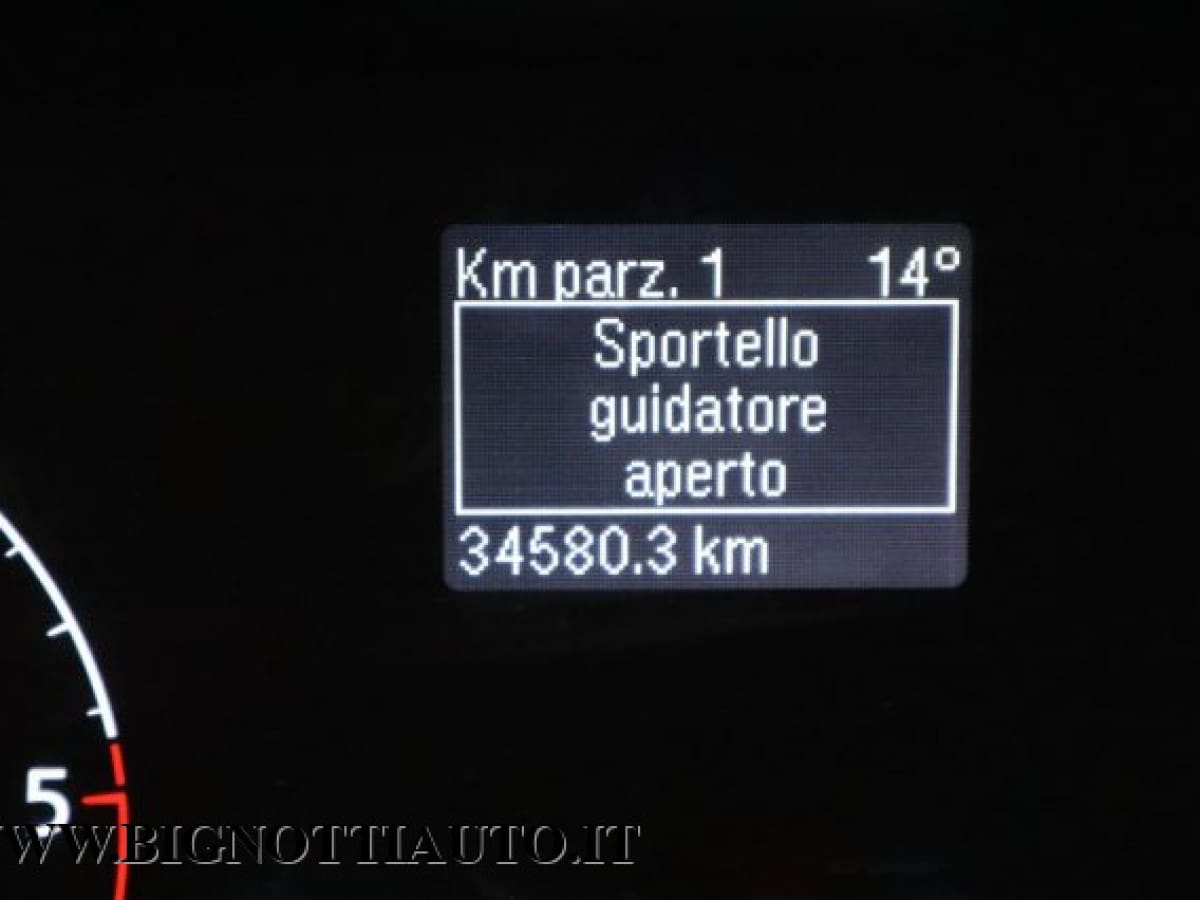 Km parz. 1 14°
Sportello
guidatore
aperto
34580.3 km
5
WWW.BIGNOTTIAUTO.IT